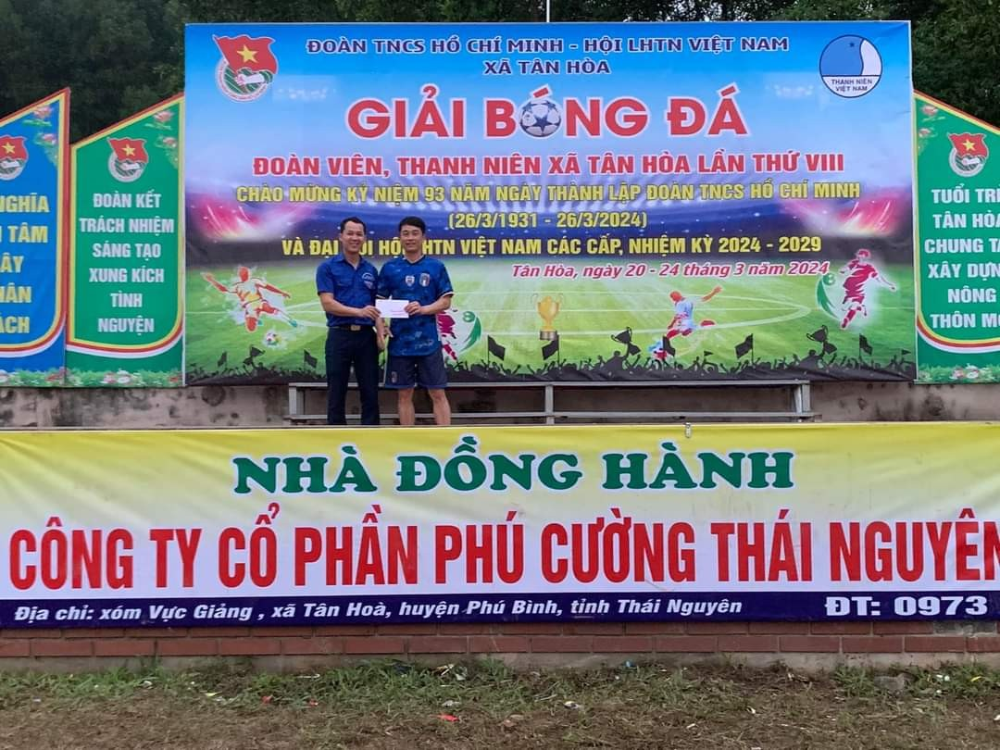 ĐOÀN TNCS HỒ CHÍ MINH - HỘI LHTN VIỆT NAM
XÃ TÂN HÒA
THANH NIÊN
VIỆT NAM
GIẢI BÓNG ĐÁ
ĐOÀN VIÊN, THANH NIÊN XÃ TÂN HÒA LẦN THỨ VIII
CHÀO MỪNG KỶ NIỆM 93 NĂM NGÀY THÀNH LẬP ĐOÀN TNCS HỒ CHÍ MINH
(26/3/1931 - 26/3/2024)
VÀ ĐẠI HỘI HỘI LHTN VIỆT NAM CÁC CẤP, NHIỆM KỲ 2024 - 2029
Tân Hòa, ngày 20 - 24 tháng 3 năm 2024
NGHĨA
TÂM
ÂY
HÂN
ÁCH
ĐOÀN KẾT
TRÁCH NHIỆM
SÁNG TẠO
XUNG KÍCH
TÌNH
NGUYỆN
TUỔI TR
TÂN HÒA
CHUNG TA
XÂY DỰN
NÔNG
THÔN M
NHÀ ĐỒNG HÀNH
CÔNG TY CỔ PHẦN PHÚ CƯỜNG THÁI NGUYÊN
Địa chỉ: xóm Vực Giảng , xã Tân Hoà, huyện Phú Bình, tỉnh Thái Nguyên
ĐT: 0973